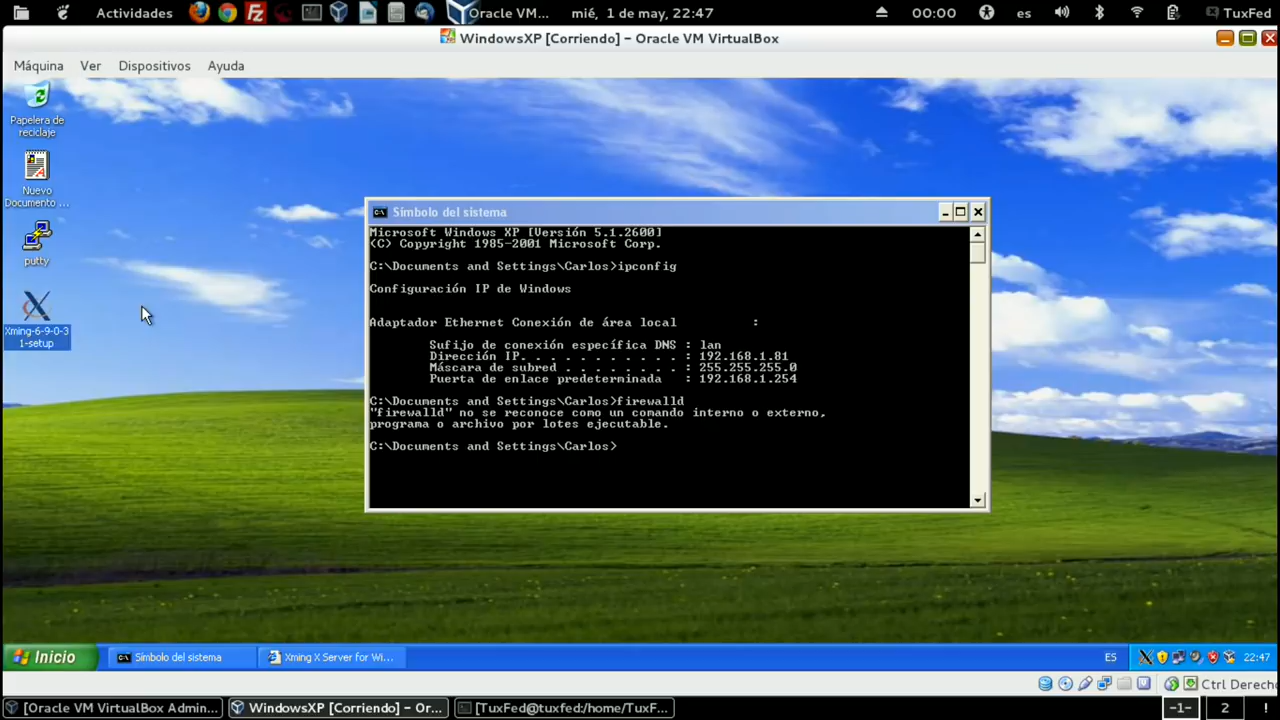 Actividades
Oracle VM...
mié, 1 de may, 22:47
00:00
es
TuxFed
WindowsXP [Corriendo] - Oracle VM VirtualBox
Máquina Ver Dispositivos Ayuda
Papelera de
reciclaje
Nuevo
Documento ...
putty
Xming-6-9-0-3
1-setup
Símbolo del sistema
Microsoft Windows XP [Versión 5.1.2600]
(C) Copyright 1985-2001 Microsoft Corp.
C:\Documents and Settings\Carlos>ipconfig
Configuración IP de Windows
Adaptador Ethernet Conexión de área local :
Sufijo de conexión específica DNS : lan
Dirección IP. . . . . . . . . . . : 192.168.1.81
Máscara de subred . . . . . . . . : 255.255.255.0
Puerta de enlace predeterminada : 192.168.1.254
C:\Documents and Settings\Carlos>firewalld
"firewalld" no se reconoce como un comando interno o externo,
programa o archivo por lotes ejecutable.
C:\Documents and Settings\Carlos>
Inicio
Símbolo del sistema
Xming X Server for Wi...
ES
22:47
Ctrl Derecho
[Oracle VM VirtualBox Admin...
WindowsXP [Corriendo] - Or...
[TuxFed@tuxfed:/home/TuxF...
-1-
2
!